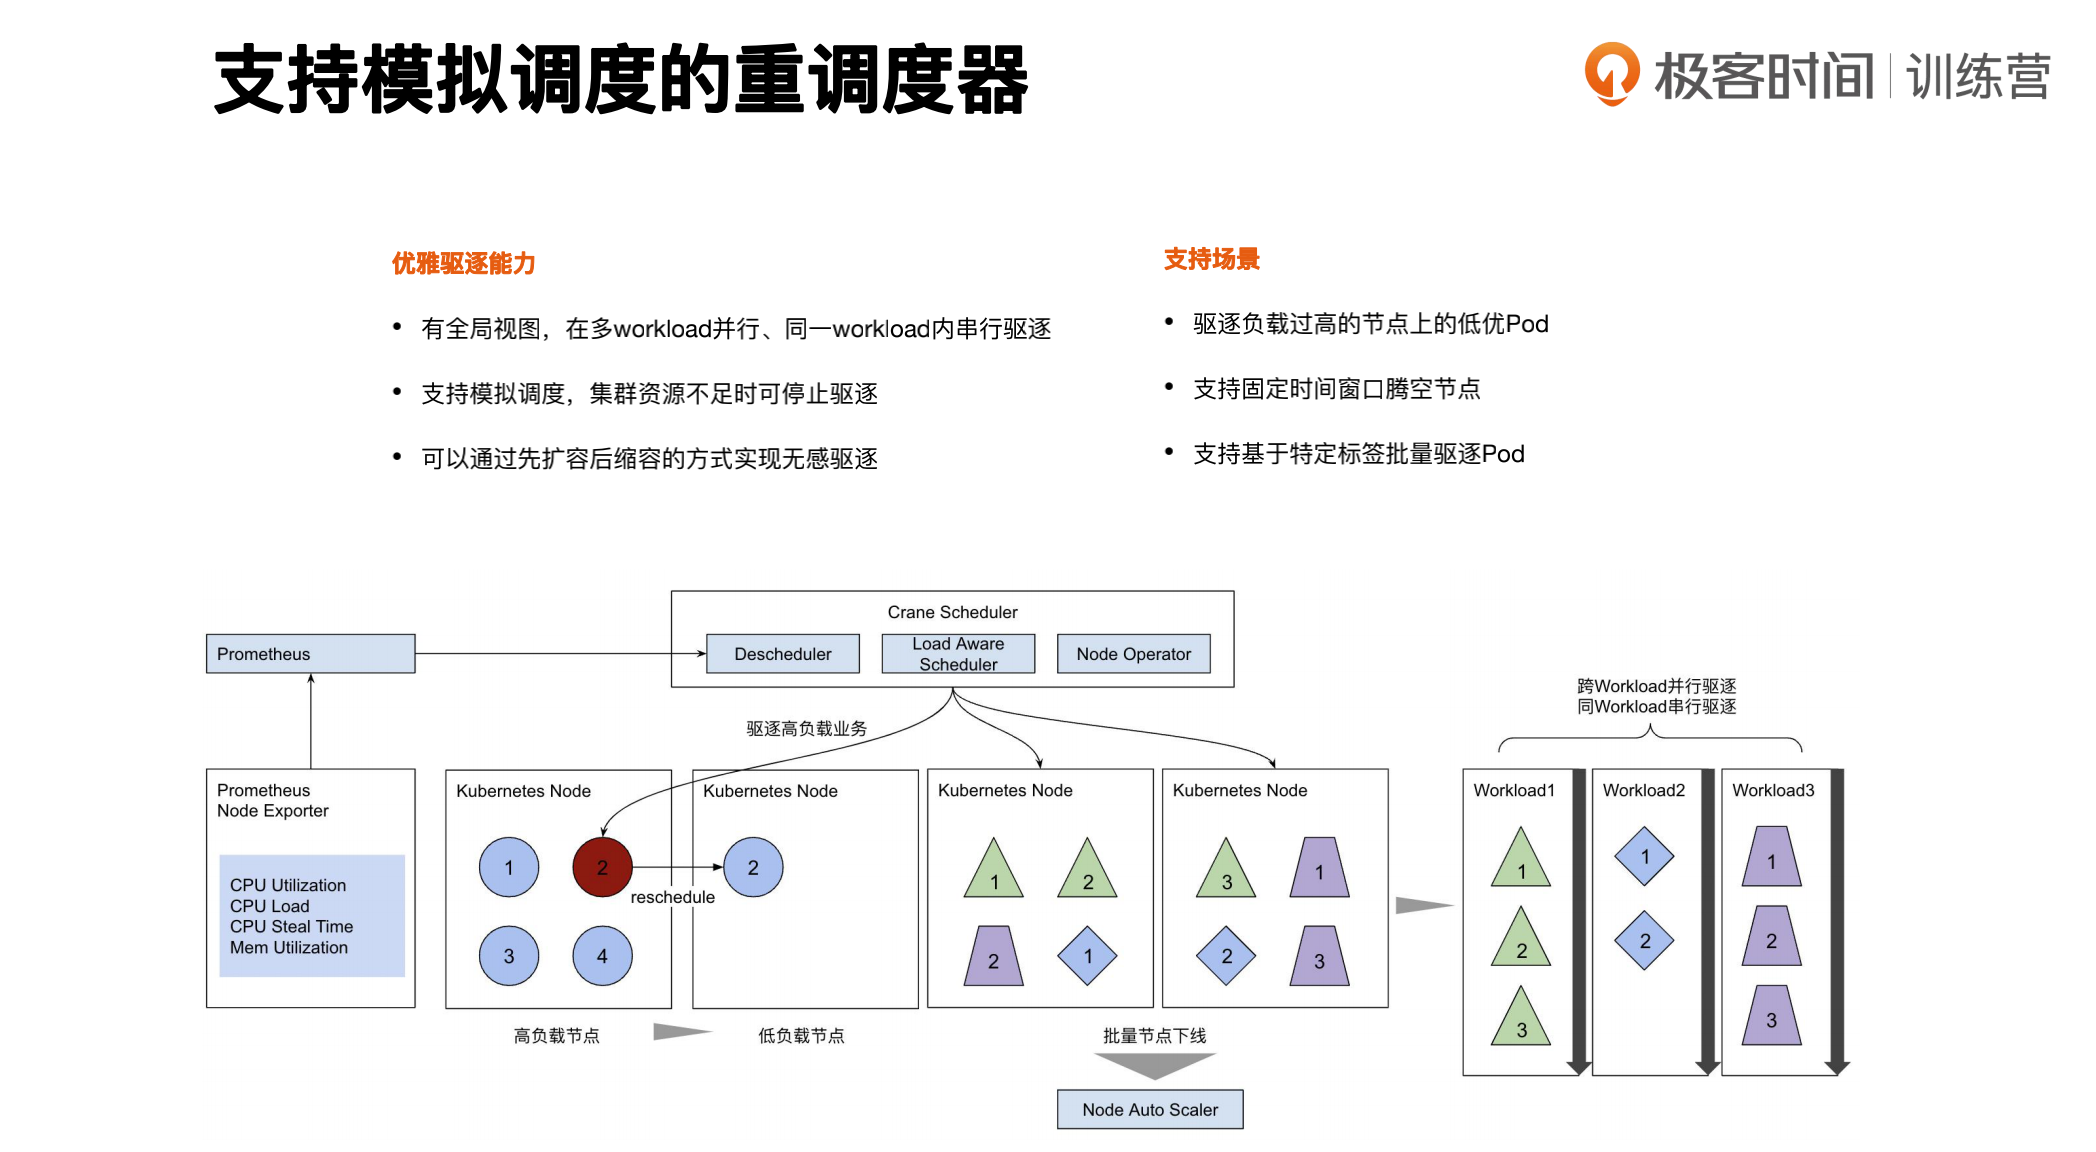 支持模拟调度的重调度器
极客时间 | 训练营
优雅驱逐能力
• 有全局视图，在多workload并行、同一workload内串行驱逐
• 支持模拟调度，集群资源不足时可停止驱逐
• 可以通过先扩容后缩容的方式实现无感驱逐
支持场景
• 驱逐负载过高的节点上的低优Pod
• 支持固定时间窗口腾空节点
• 支持基于特定标签批量驱逐Pod
Crane Scheduler
Prometheus
Descheduler
Load Aware
Scheduler
Node Operator
驱逐高负载业务
跨Workload并行驱逐
同Workload串行驱逐
Prometheus
Node Exporter
CPU Utilization
CPU Load
CPU Steal Time
Mem Utilization
Kubernetes Node
1
2
3
4
reschedule
高负载节点
Kubernetes Node
2
低负载节点
Kubernetes Node
1
2
2
1
Kubernetes Node
3
1
2
3
批量节点下线
Node Auto Scaler
Workload1
1
2
3
Workload2
1
2
Workload3
1
2
3